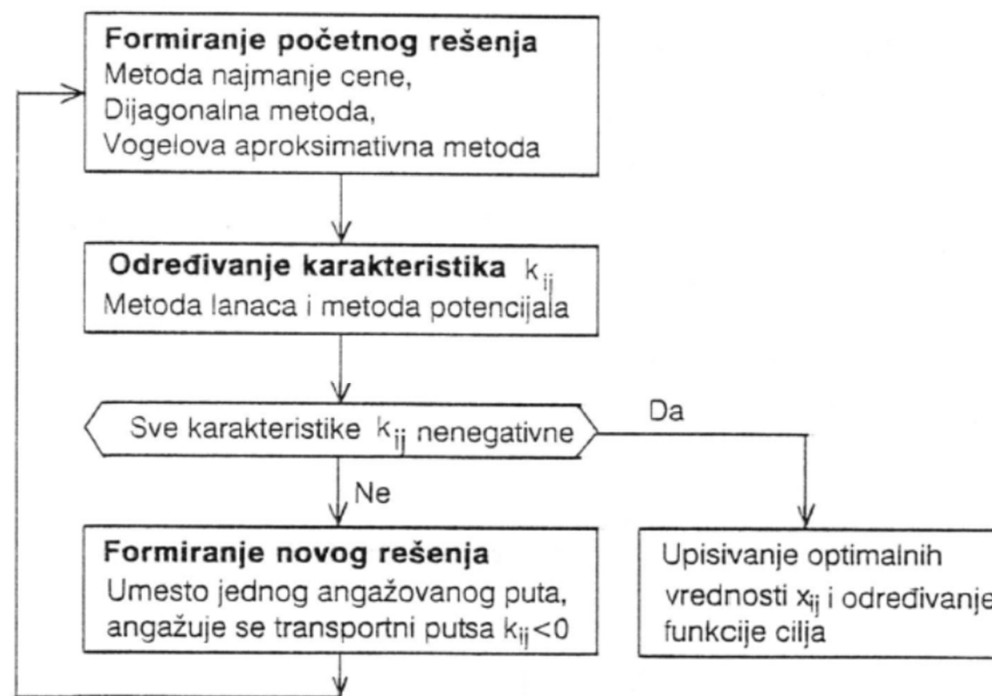 Formiranje početnog rešenja
Metoda najmanje cene,
Dijagonalna metoda,
Vogelova aproksimativna metoda
Određivanje karakteristika k_ij
Metoda lanaca i metoda potencijala
Sve karakteristike k_ij nenegativne
Da
Ne
Formiranje novog rešenja
Umesto jednog angažovanog puta,
angažuje se transportni putsa k_ij<0
Upisivanje optimalnih
vrednosti x_ij i određivanje
funkcije cilja